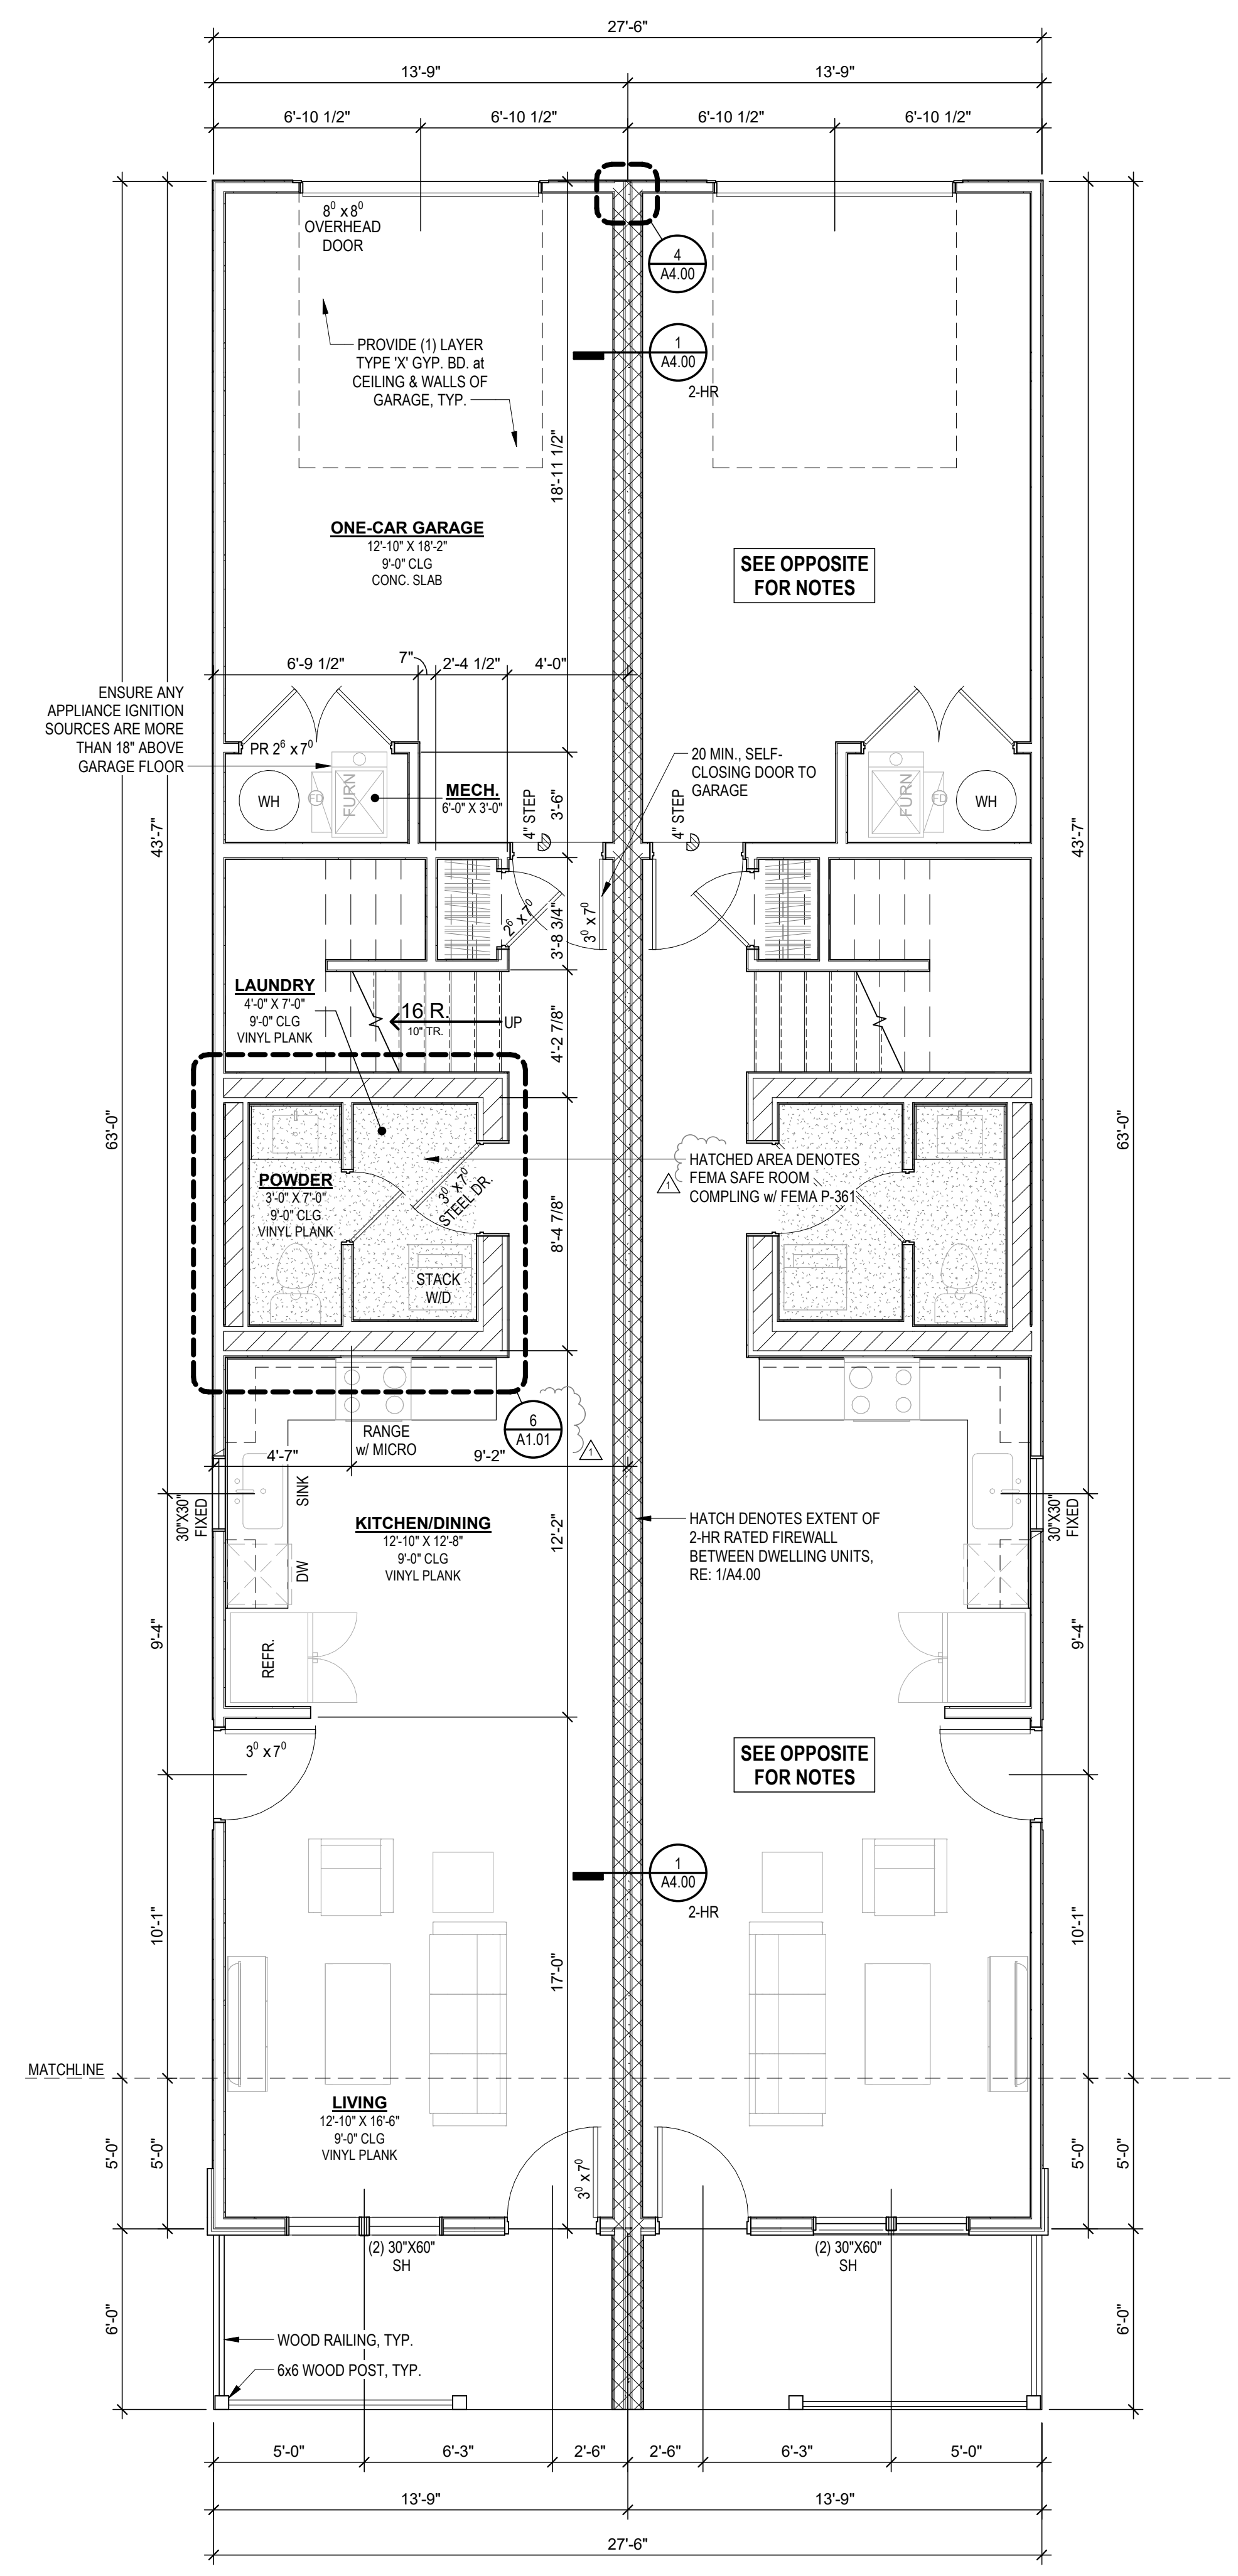 27'-6"
13'-9" 13'-9"
6'-10 1/2" 6'-10 1/2" 6'-10 1/2" 6'-10 1/2"
8⁰ x 8⁰
OVERHEAD
DOOR
4
A4.00
1
A4.00
2-HR
PROVIDE (1) LAYER
TYPE 'X' GYP. BD. at
CEILING & WALLS OF
GARAGE, TYP.
18'-11 1/2"
ONE-CAR GARAGE
12'-10" X 18'-2"
9'-0" CLG
CONC. SLAB
SEE OPPOSITE
FOR NOTES
6'-9 1/2" 7" 2'-4 1/2" 4'-0"
ENSURE ANY
APPLIANCE IGNITION
SOURCES ARE MORE
THAN 18" ABOVE
GARAGE FLOOR
PR 2⁶ x 7⁰
WH
FURN
FD
MECH.
6'-0" X 3'-0"
3'-6"
4" STEP
20 MIN., SELF-
CLOSING DOOR TO
GARAGE
4" STEP
FURN
FD
WH
43'-7"
43'-7"
2⁶ x 7⁰
3'-8 3/4"
3⁰ x 7⁰
LAUNDRY
4'-0" X 7'-0"
9'-0" CLG
VINYL PLANK
16 R.
10" TR.
UP
4'-2 7/8"
63'-0"
63'-0"
POWDER
3'-0" X 7'-0"
9'-0" CLG
VINYL PLANK
3⁰ x 7⁰
STEEL DR.
8'-4 7/8"
STACK
W/D
1
HATCHED AREA DENOTES
FEMA SAFE ROOM
COMPLING w/ FEMA P-361
RANGE
w/ MICRO
6
A1.01
1
4'-7" 9'-2"
30"X30"
FIXED
SINK
DW
KITCHEN/DINING
12'-10" X 12'-8"
9'-0" CLG
VINYL PLANK
12'-2"
HATCH DENOTES EXTENT OF
2-HR RATED FIREWALL
BETWEEN DWELLING UNITS,
RE: 1/A4.00
30"X30"
FIXED
9'-4"
9'-4"
REFR.
3⁰ x 7⁰
SEE OPPOSITE
FOR NOTES
1
A4.00
2-HR
10'-1"
10'-1"
17'-0"
MATCHLINE
LIVING
12'-10" X 16'-6"
9'-0" CLG
VINYL PLANK
5'-0" 5'-0"
3⁰ x 7⁰
5'-0" 5'-0"
(2) 30"X60"
SH
(2) 30"X60"
SH
6'-0"
6'-0"
WOOD RAILING, TYP.
6x6 WOOD POST, TYP.
5'-0" 6'-3" 2'-6" 2'-6" 6'-3" 5'-0"
13'-9" 13'-9"
27'-6"